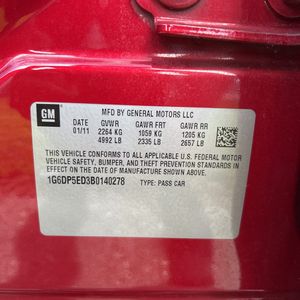 GM
MFD BY GENERAL MOTORS LLC
DATE GVWR GAWR FRT GAWR RR
01/11 2264 KG 1059 KG 1205 KG
4992 LB 2335 LB 2657 LB
THIS VEHICLE CONFORMS TO ALL APPLICABLE U.S. FEDERAL MOTOR
VEHICLE SAFETY, BUMPER, AND THEFT PREVENTION STANDARDS IN
EFFECT ON THE DATE OF MANUFACTURE SHOWN ABOVE.
1G6DP5ED3B0140278 TYPE: PASS CAR